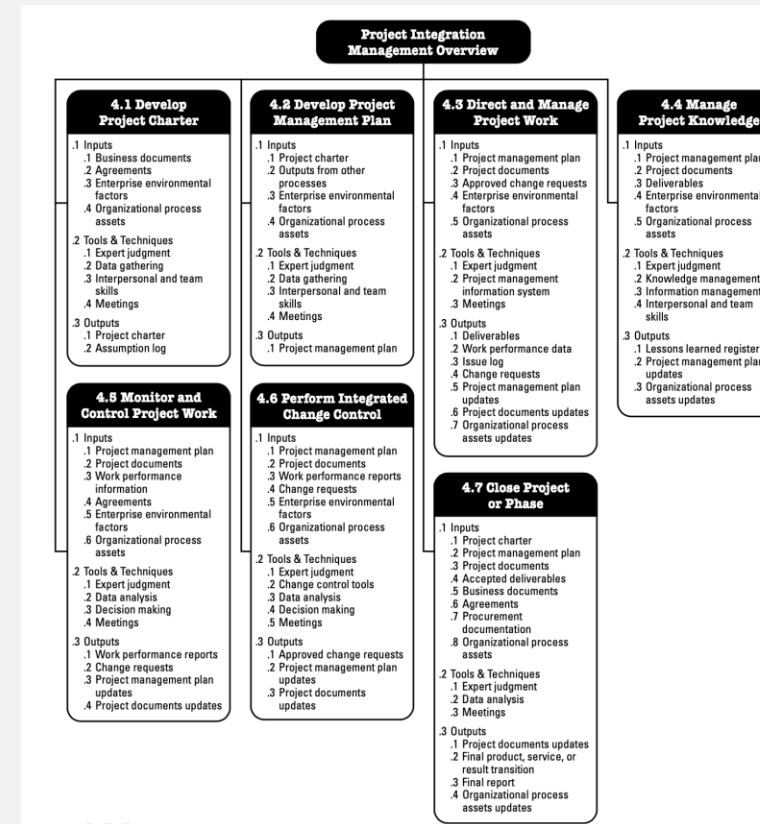 Project Integration
Management Overview
4.1 Develop
Project Charter
.1 Inputs
.1 Business documents
.2 Agreements
.3 Enterprise environmental
factors
.4 Organizational process
assets
.2 Tools & Techniques
.1 Expert judgment
.2 Data gathering
.3 Interpersonal and team
skills
.4 Meetings
.3 Outputs
.1 Project charter
.2 Assumption log
4.2 Develop Project
Management Plan
.1 Inputs
.1 Project charter
.2 Outputs from other
processes
.3 Enterprise environmental
factors
.4 Organizational process
assets
.2 Tools & Techniques
.1 Expert judgment
.2 Data gathering
.3 Interpersonal and team
skills
.4 Meetings
.3 Outputs
.1 Project management plan
4.3 Direct and Manage
Project Work
.1 Inputs
.1 Project management plan
.2 Project documents
.3 Approved change requests
.4 Enterprise environmental
factors
.5 Organizational process
assets
.2 Tools & Techniques
.1 Expert judgment
.2 Project management
information system
.3 Meetings
.3 Outputs
.1 Deliverables
.2 Work performance data
.3 Issue log
.4 Change requests
.5 Project management plan
updates
.6 Project documents updates
.7 Organizational process
assets updates
4.4 Manage
Project Knowledge
.1 Inputs
.1 Project management plan
.2 Project documents
.3 Deliverables
.4 Enterprise environmental
factors
.5 Organizational process
assets
.2 Tools & Techniques
.1 Expert judgment
.2 Knowledge management
.3 Information management
.4 Interpersonal and team
skills
.3 Outputs
.1 Lessons learned register
.2 Project management plan
updates
.3 Organizational process
assets updates
4.5 Monitor and
Control Project Work
.1 Inputs
.1 Project management plan
.2 Project documents
.3 Work performance
information
.4 Agreements
.5 Enterprise environmental
factors
.6 Organizational process
assets
.2 Tools & Techniques
.1 Expert judgment
.2 Data analysis
.3 Decision making
.4 Meetings
.3 Outputs
.1 Work performance reports
.2 Change requests
.3 Project management plan
updates
.4 Project documents updates
4.6 Perform Integrated
Change Control
.1 Inputs
.1 Project management plan
.2 Project documents
.3 Work performance reports
.4 Change requests
.5 Enterprise environmental
factors
.6 Organizational process
assets
.2 Tools & Techniques
.1 Expert judgment
.2 Change control tools
.3 Data analysis
.4 Decision making
.5 Meetings
.3 Outputs
.1 Approved change requests
.2 Project management plan
updates
.3 Project documents
updates
4.7 Close Project
or Phase
.1 Inputs
.1 Project charter
.2 Project management plan
.3 Project documents
.4 Accepted deliverables
.5 Business documents
.6 Agreements
.7 Procurement
documentation
.8 Organizational process
assets
.2 Tools & Techniques
.1 Expert judgment
.2 Data analysis
.3 Meetings
.3 Outputs
.1 Project documents updates
.2 Final product, service, or
result transition
.3 Final report
.4 Organizational process
assets updates